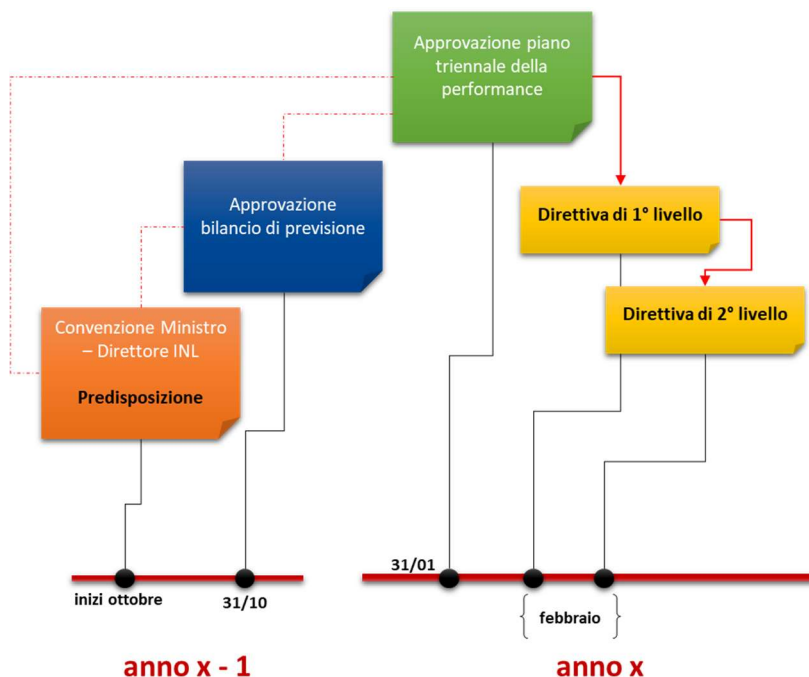 Approvazione piano
triennale della
performance
Approvazione
bilancio di previsione
Direttiva di 1° livello
Direttiva di 2° livello
Convenzione Ministro
– Direttore INL
Predisposizione
31/01
inizi ottobre
31/10
febbraio
anno x - 1
anno x